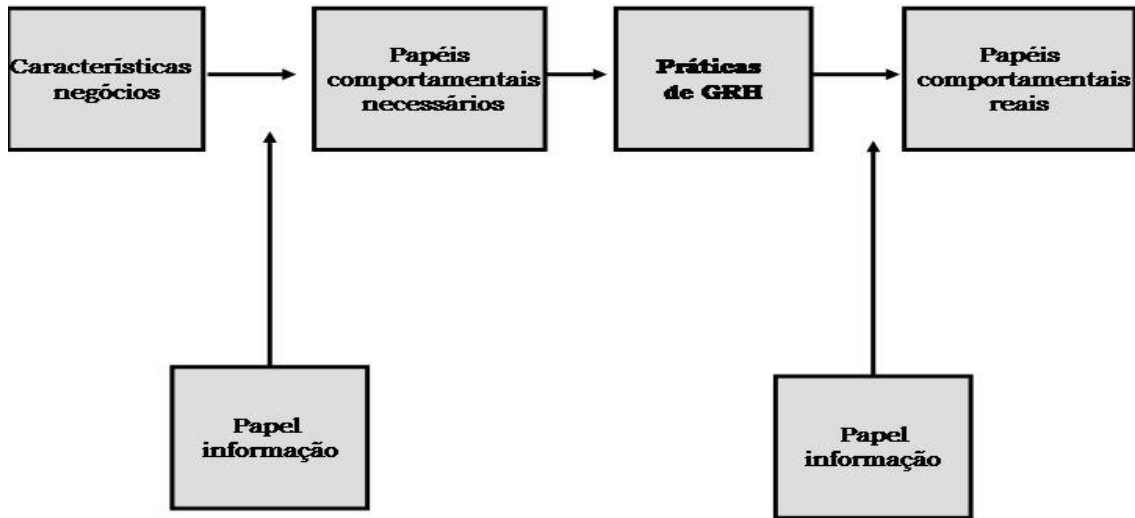 Características
negócios
Papéis
comportamentais
necessários
Práticas
de GRH
Papéis
comportamentais
reais
Papel
informação
Papel
informação